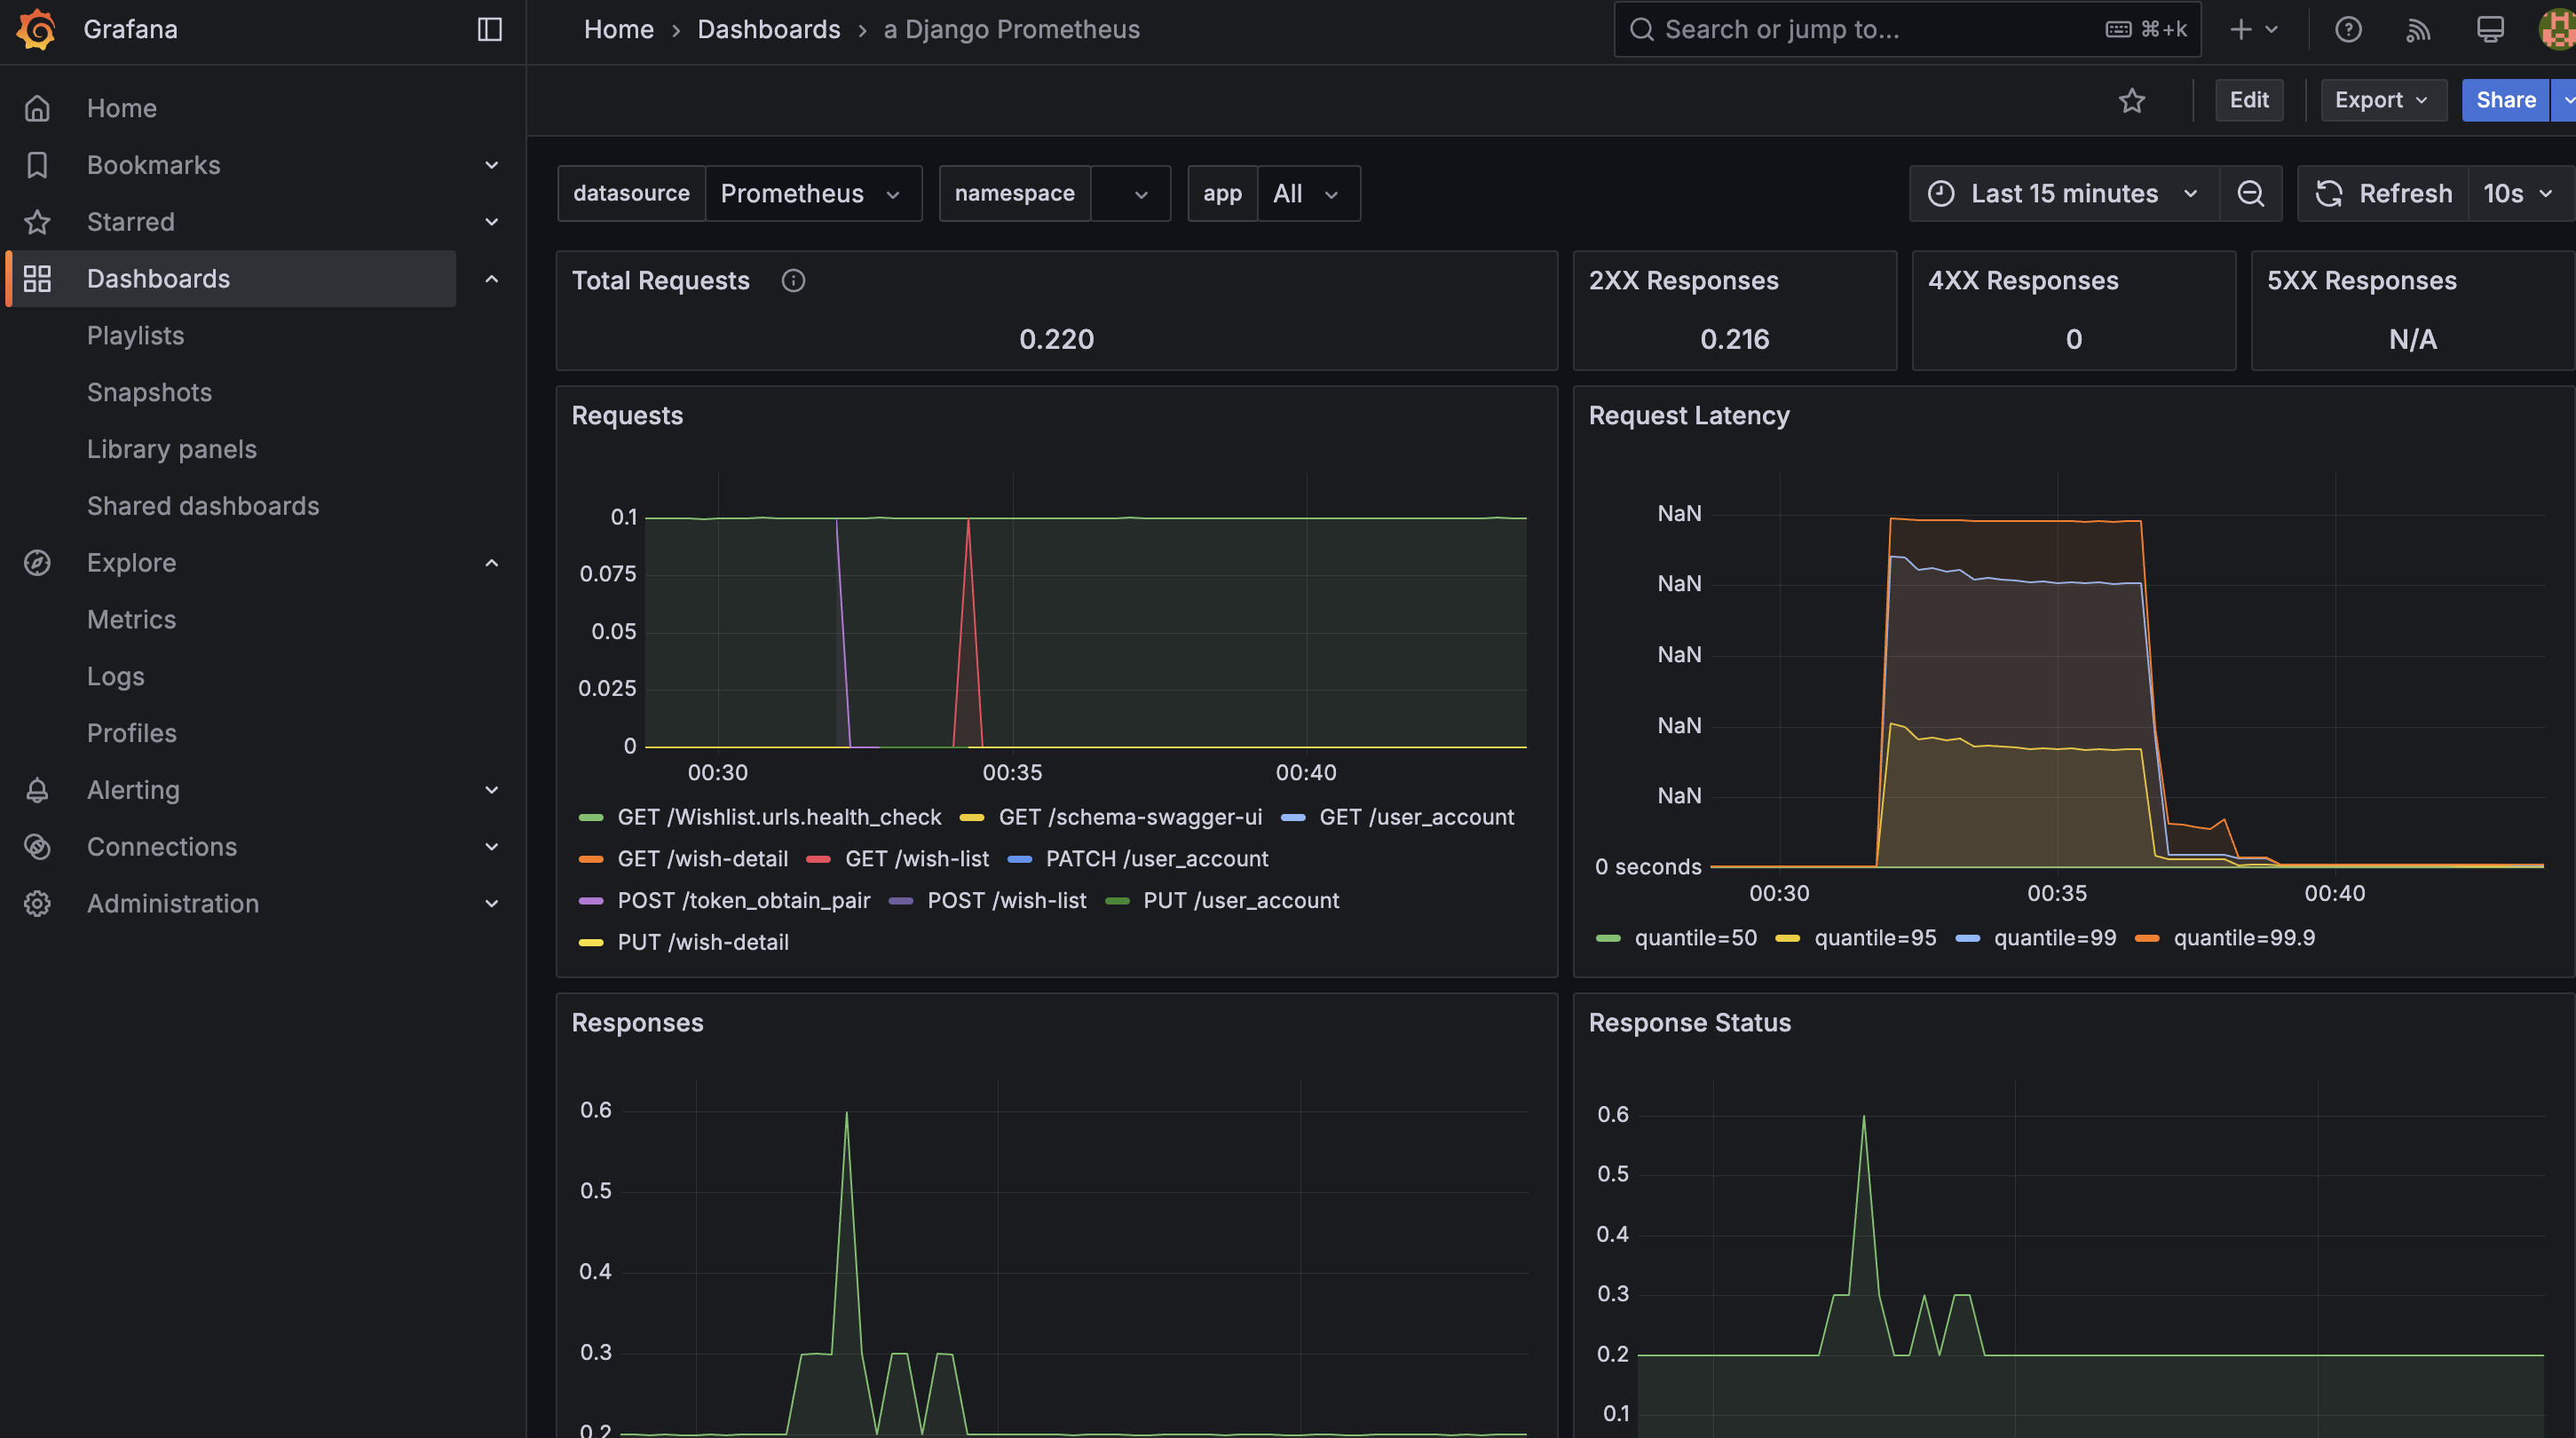 Grafana
Home
Bookmarks
Starred
Dashboards
Playlists
Snapshots
Library panels
Shared dashboards
Explore
Metrics
Logs
Profiles
Alerting
Connections
Administration
Home › Dashboards › a Django Prometheus
Search or jump to... ⌘+k
Edit Export Share
datasource Prometheus namespace app All Last 15 minutes Refresh 10s
Total Requests
0.220
2XX Responses
0.216
4XX Responses
0
5XX Responses
N/A
Requests
0.1
0.075
0.05
0.025
0
00:30 00:35 00:40
GET /Wishlist.urls.health_check GET /schema-swagger-ui GET /user_account
GET /wish-detail GET /wish-list PATCH /user_account
POST /token_obtain_pair POST /wish-list PUT /user_account
PUT /wish-detail
Request Latency
NaN
NaN
NaN
NaN
NaN
0 seconds
00:30 00:35 00:40
quantile=50 quantile=95 quantile=99 quantile=99.9
Responses
0.6
0.5
0.4
0.3
0.2
Response Status
0.6
0.5
0.4
0.3
0.2
0.1